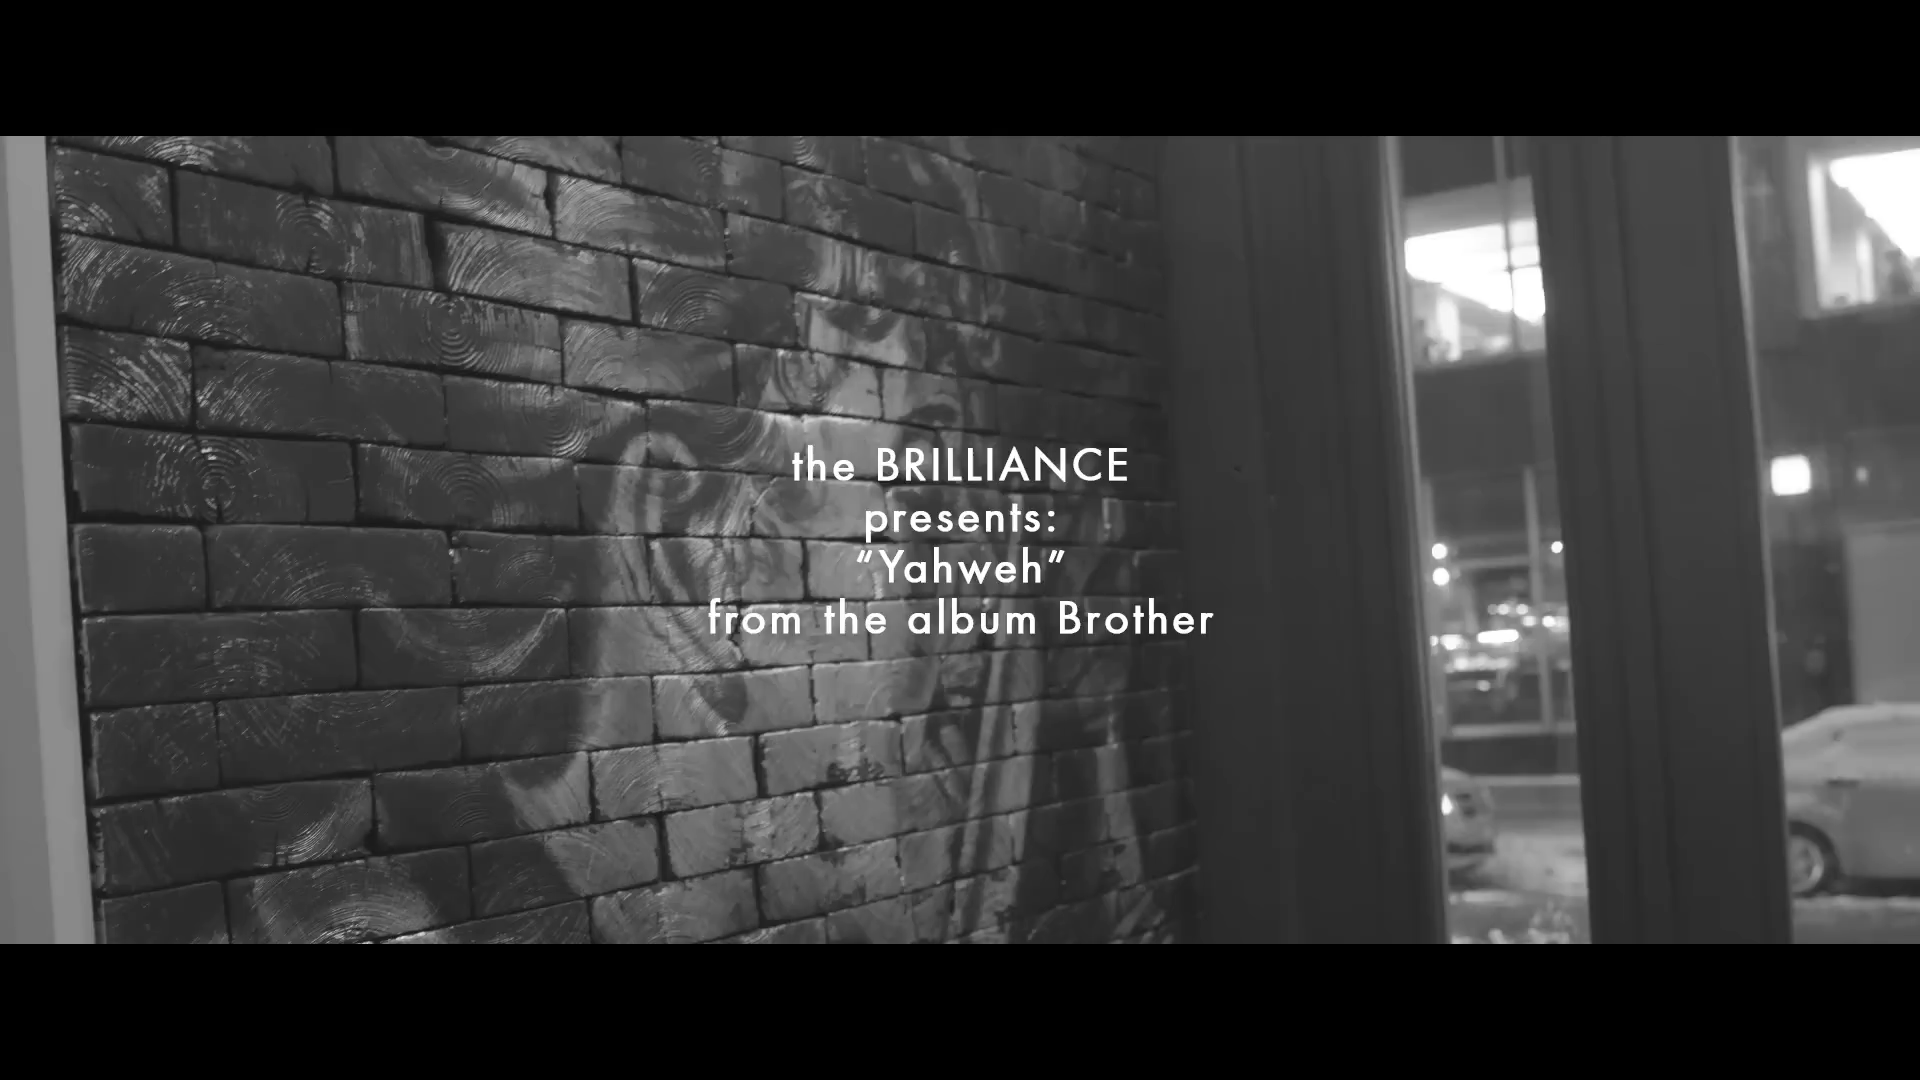 the BRILLIANCE
presents:
“Yahweh”
from the album Brother